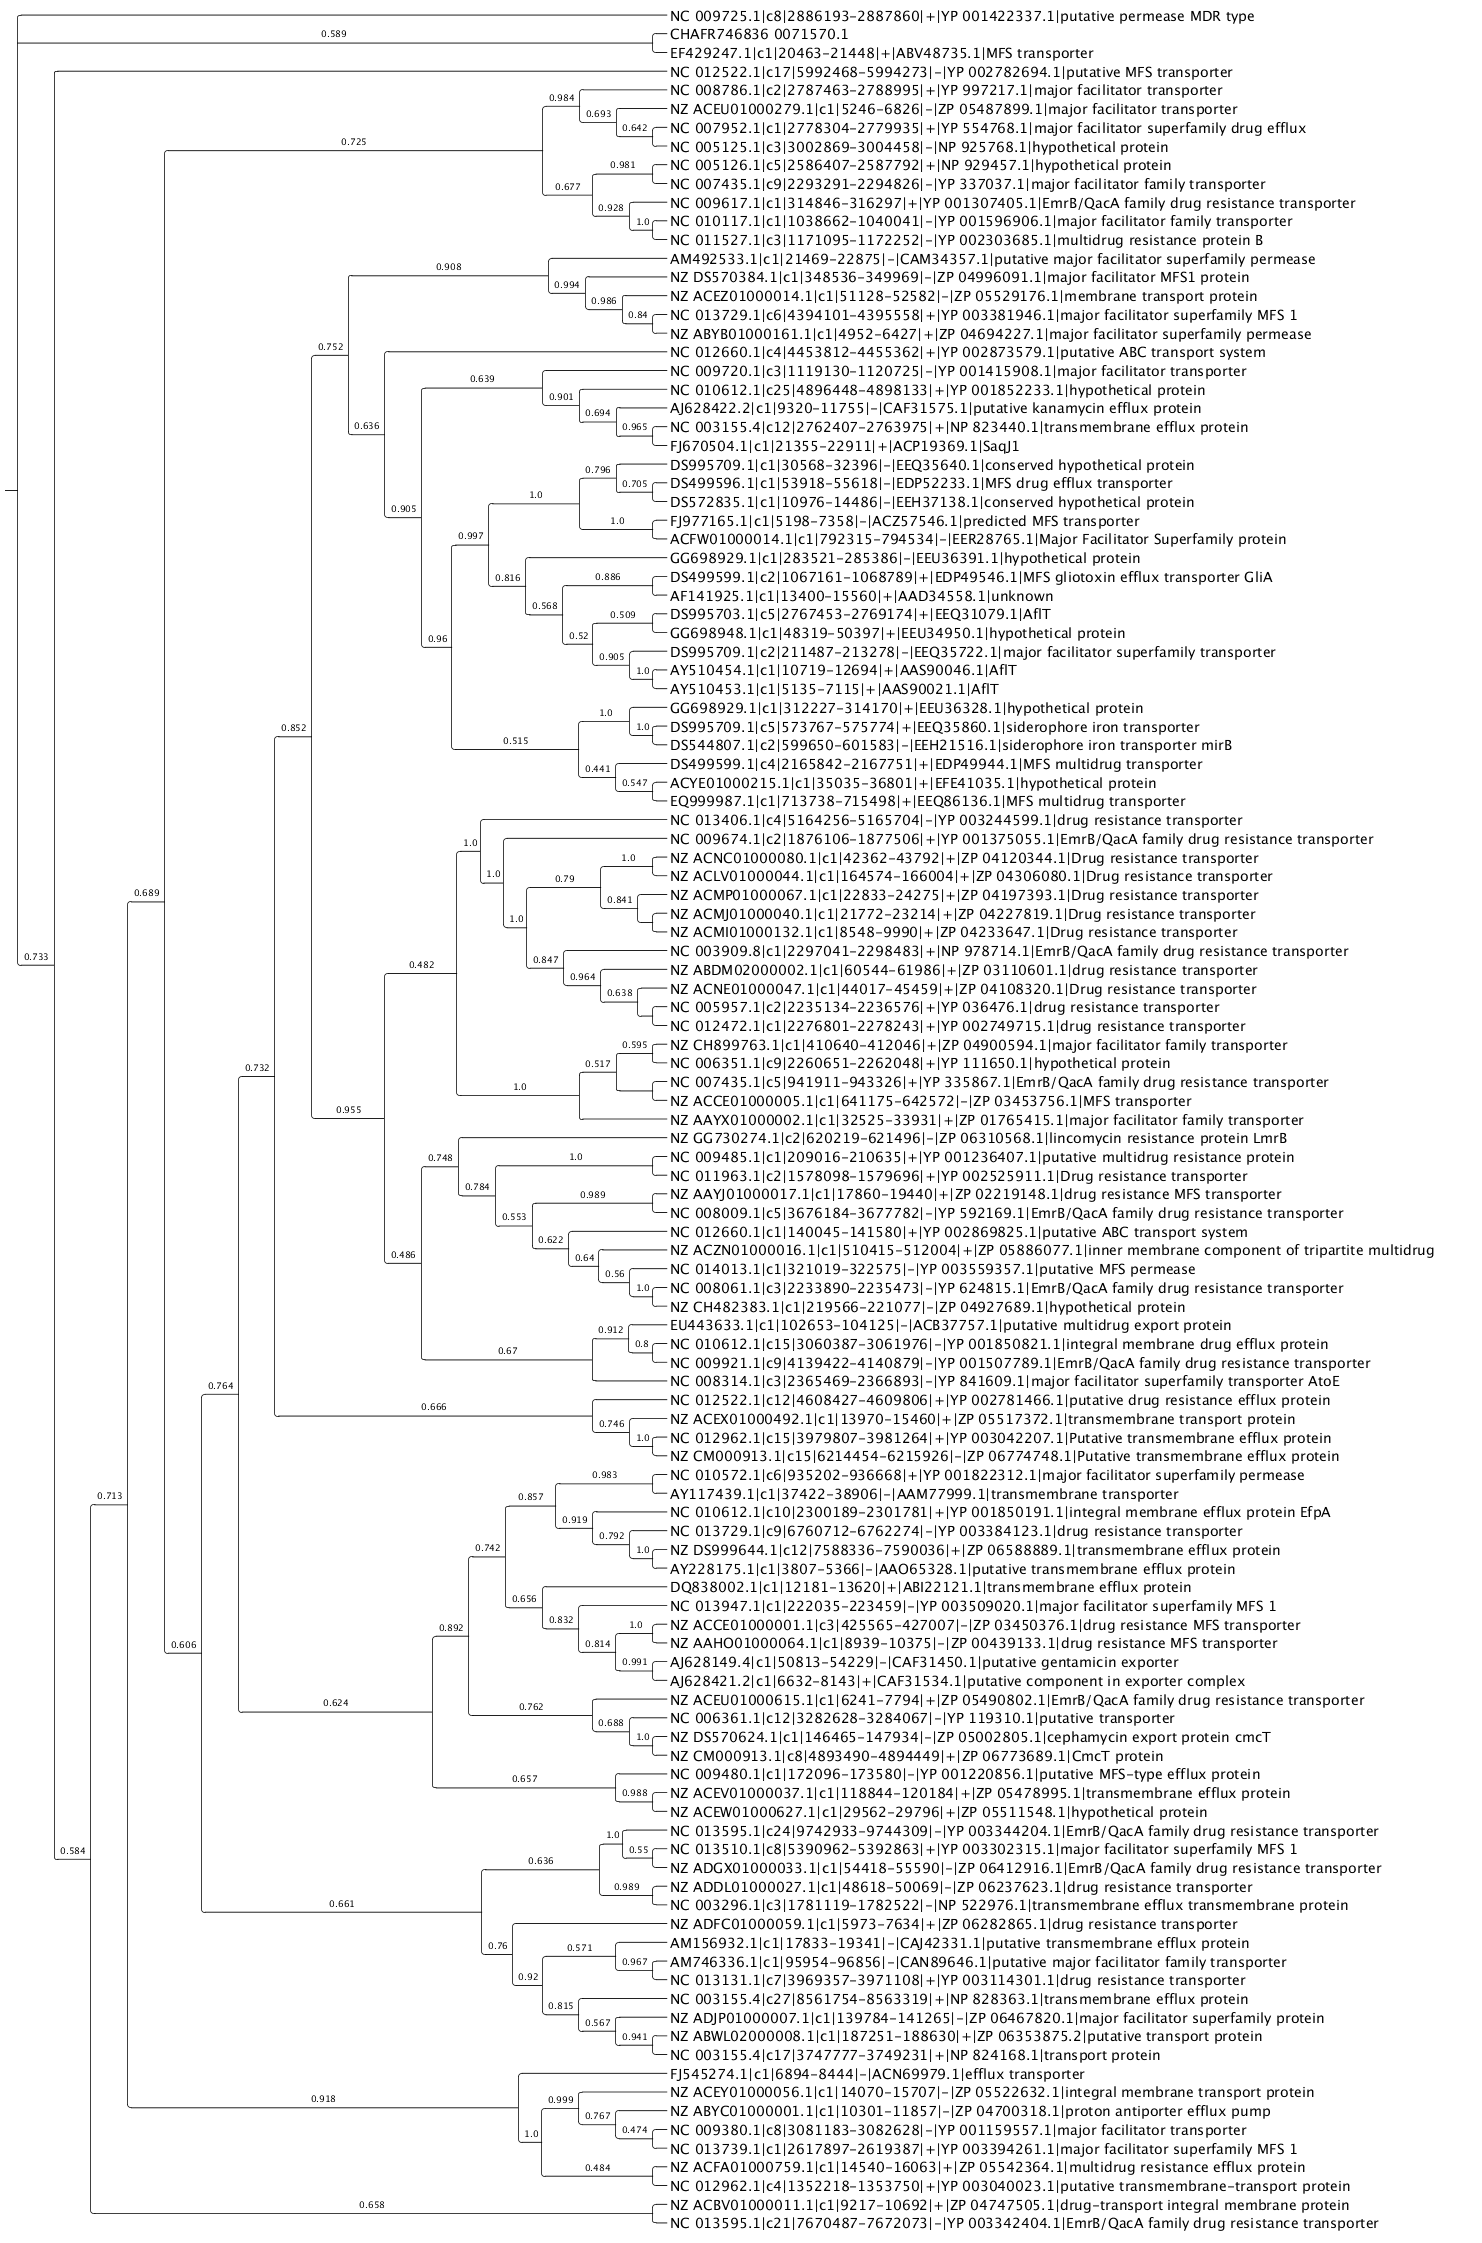 NC 009725.1|c8|2886193-2887860|+|YP 001422337.1|putative permease MDR type
0.589
CHAFR746836 0071570.1
EF429247.1|c1|20463-21448|+|ABV48735.1|MFS transporter
NC 012522.1|c17|5992468-5994273|-|YP 002782694.1|putative MFS transporter
NC 008786.1|c2|2787463-2788995|+|YP 997217.1|major facilitator transporter
0.984
NZ ACEU01000279.1|c1|5246-6826|-|ZP 05487899.1|major facilitator transporter
0.693
NC 007952.1|c1|2778304-2779935|+|YP 554768.1|major facilitator superfamily drug efflux
0.642
0.725
NC 005125.1|c3|3002869-3004458|-|NP 925768.1|hypothetical protein
0.981
NC 005126.1|c5|2586407-2587792|+|NP 929457.1|hypothetical protein
0.677
NC 007435.1|c9|2293291-2294826|-|YP 337037.1|major facilitator family transporter
NC 009617.1|c1|314846-316297|+|YP 001307405.1|EmrB/QacA family drug resistance transporter
0.928
NC 010117.1|c1|1038662-1040041|-|YP 001596906.1|major facilitator family transporter
1.0
NC 011527.1|c3|1171095-1172252|-|YP 002303685.1|multidrug resistance protein B
AM492533.1|c1|21469-22875|-|CAM34357.1|putative major facilitator superfamily permease
0.908
NZ DS570384.1|c1|348536-349969|-|ZP 04996091.1|major facilitator MFS1 protein
0.994
NZ ACEZ01000014.1|c1|51128-52582|-|ZP 05529176.1|membrane transport protein
0.986
NC 013729.1|c6|4394101-4395558|+|YP 003381946.1|major facilitator superfamily MFS 1
0.84
NZ ABYB01000161.1|c1|4952-6427|+|ZP 04694227.1|major facilitator superfamily permease
0.752
NC 012660.1|c4|4453812-4455362|+|YP 002873579.1|putative ABC transport system
NC 009720.1|c3|1119130-1120725|-|YP 001415908.1|major facilitator transporter
0.639
NC 010612.1|c25|4896448-4898133|+|YP 001852233.1|hypothetical protein
0.901
AJ628422.2|c1|9320-11755|-|CAF31575.1|putative kanamycin efflux protein
0.694
NC 003155.4|c12|2762407-2763975|+|NP 823440.1|transmembrane efflux protein
0.965
0.636
FJ670504.1|c1|21355-22911|+|ACP19369.1|SaqJ1
DS995709.1|c1|30568-32396|-|EEQ35640.1|conserved hypothetical protein
0.796
DS499596.1|c1|53918-55618|-|EDP52233.1|MFS drug efflux transporter
0.705
1.0
DS572835.1|c1|10976-14486|-|EEH37138.1|conserved hypothetical protein
0.905
FJ977165.1|c1|5198-7358|-|ACZ57546.1|predicted MFS transporter
1.0
0.997
ACFW01000014.1|c1|792315-794534|-|EER28765.1|Major Facilitator Superfamily protein
GG698929.1|c1|283521-285386|-|EEU36391.1|hypothetical protein
0.816
0.886
DS499599.1|c2|1067161-1068789|+|EDP49546.1|MFS gliotoxin efflux transporter GliA
AF141925.1|c1|13400-15560|+|AAD34558.1|unknown
0.568
0.509
DS995703.1|c5|2767453-2769174|+|EEQ31079.1|AflT
GG698948.1|c1|48319-50397|+|EEU34950.1|hypothetical protein
0.96
0.52
DS995709.1|c2|211487-213278|-|EEQ35722.1|major facilitator superfamily transporter
0.905
AY510454.1|c1|10719-12694|+|AAS90046.1|AflT
1.0
AY510453.1|c1|5135-7115|+|AAS90021.1|AflT
GG698929.1|c1|312227-314170|+|EEU36328.1|hypothetical protein
1.0
DS995709.1|c5|573767-575774|+|EEQ35860.1|siderophore iron transporter
1.0
0.852
0.515
DS544807.1|c2|599650-601583|-|EEH21516.1|siderophore iron transporter mirB
DS499599.1|c4|2165842-2167751|+|EDP49944.1|MFS multidrug transporter
0.441
ACYE01000215.1|c1|35035-36801|+|EFE41035.1|hypothetical protein
0.547
EQ999987.1|c1|713738-715498|+|EEQ86136.1|MFS multidrug transporter
NC 013406.1|c4|5164256-5165704|-|YP 003244599.1|drug resistance transporter
1.0
NC 009674.1|c2|1876106-1877506|+|YP 001375055.1|EmrB/QacA family drug resistance transporter
1.0
1.0
NZ ACNC01000080.1|c1|42362-43792|+|ZP 04120344.1|Drug resistance transporter
0.79
NZ ACLV01000044.1|c1|164574-166004|+|ZP 04306080.1|Drug resistance transporter
0.689
NZ ACMP01000067.1|c1|22833-24275|+|ZP 04197393.1|Drug resistance transporter
0.841
1.0
NZ ACMJ01000040.1|c1|21772-23214|+|ZP 04227819.1|Drug resistance transporter
NZ ACMI01000132.1|c1|8548-9990|+|ZP 04233647.1|Drug resistance transporter
NC 003909.8|c1|2297041-2298483|+|NP 978714.1|EmrB/QacA family drug resistance transporter
0.733
0.482
0.847
NZ ABDM02000002.1|c1|60544-61986|+|ZP 03110601.1|drug resistance transporter
0.964
NZ ACNE01000047.1|c1|44017-45459|+|ZP 04108320.1|Drug resistance transporter
0.638
NC 005957.1|c2|2235134-2236576|+|YP 036476.1|drug resistance transporter
NC 012472.1|c1|2276801-2278243|+|YP 002749715.1|drug resistance transporter
0.595
NZ CH899763.1|c1|410640-412046|+|ZP 04900594.1|major facilitator family transporter
0.732
0.517
NC 006351.1|c9|2260651-2262048|+|YP 111650.1|hypothetical protein
NC 007435.1|c5|941911-943326|+|YP 335867.1|EmrB/QacA family drug resistance transporter
1.0
NZ ACCE01000005.1|c1|641175-642572|-|ZP 03453756.1|MFS transporter
0.955
NZ AAYX01000002.1|c1|32525-33931|+|ZP 01765415.1|major facilitator family transporter
NZ GG730274.1|c2|620219-621496|-|ZP 06310568.1|lincomycin resistance protein LmrB
0.748
1.0
NC 009485.1|c1|209016-210635|+|YP 001236407.1|putative multidrug resistance protein
NC 011963.1|c2|1578098-1579696|+|YP 002525911.1|Drug resistance transporter
0.784
0.989
NZ AAYJ01000017.1|c1|17860-19440|+|ZP 02219148.1|drug resistance MFS transporter
NC 008009.1|c5|3676184-3677782|-|YP 592169.1|EmrB/QacA family drug resistance transporter
0.553
NC 012660.1|c1|140045-141580|+|YP 002869825.1|putative ABC transport system
0.622
NZ ACZN01000016.1|c1|510415-512004|+|ZP 05886077.1|inner membrane component of tripartite multidrug
0.486
0.64
NC 014013.1|c1|321019-322575|-|YP 003559357.1|putative MFS permease
0.56
NC 008061.1|c3|2233890-2235473|-|YP 624815.1|EmrB/QacA family drug resistance transporter
1.0
NZ CH482383.1|c1|219566-221077|-|ZP 04927689.1|hypothetical protein
EU443633.1|c1|102653-104125|-|ACB37757.1|putative multidrug export protein
0.912
NC 010612.1|c15|3060387-3061976|-|YP 001850821.1|integral membrane drug efflux protein
0.8
0.67
NC 009921.1|c9|4139422-4140879|-|YP 001507789.1|EmrB/QacA family drug resistance transporter
NC 008314.1|c3|2365469-2366893|-|YP 841609.1|major facilitator superfamily transporter AtoE
0.764
NC 012522.1|c12|4608427-4609806|+|YP 002781466.1|putative drug resistance efflux protein
0.666
NZ ACEX01000492.1|c1|13970-15460|+|ZP 05517372.1|transmembrane transport protein
0.746
NC 012962.1|c15|3979807-3981264|+|YP 003042207.1|Putative transmembrane efflux protein
1.0
NZ CM000913.1|c15|6214454-6215926|-|ZP 06774748.1|Putative transmembrane efflux protein
0.983
NC 010572.1|c6|935202-936668|+|YP 001822312.1|major facilitator superfamily permease
0.713
0.857
AY117439.1|c1|37422-38906|-|AAM77999.1|transmembrane transporter
NC 010612.1|c10|2300189-2301781|+|YP 001850191.1|integral membrane efflux protein EfpA
0.919
NC 013729.1|c9|6760712-6762274|-|YP 003384123.1|drug resistance transporter
0.792
0.742
NZ DS999644.1|c12|7588336-7590036|+|ZP 06588889.1|transmembrane efflux protein
1.0
AY228175.1|c1|3807-5366|-|AAO65328.1|putative transmembrane efflux protein
DQ838002.1|c1|12181-13620|+|ABI22121.1|transmembrane efflux protein
0.656
NC 013947.1|c1|222035-223459|-|YP 003509020.1|major facilitator superfamily MFS 1
0.832
0.892
1.0
NZ ACCE01000001.1|c3|425565-427007|-|ZP 03450376.1|drug resistance MFS transporter
0.606
0.814
NZ AAHO01000064.1|c1|8939-10375|-|ZP 00439133.1|drug resistance MFS transporter
0.991
AJ628149.4|c1|50813-54229|-|CAF31450.1|putative gentamicin exporter
AJ628421.2|c1|6632-8143|+|CAF31534.1|putative component in exporter complex
0.624
0.762
NZ ACEU01000615.1|c1|6241-7794|+|ZP 05490802.1|EmrB/QacA family drug resistance transporter
0.688
NC 006361.1|c12|3282628-3284067|-|YP 119310.1|putative transporter
1.0
NZ DS570624.1|c1|146465-147934|-|ZP 05002805.1|cephamycin export protein cmcT
NZ CM000913.1|c8|4893490-4894449|+|ZP 06773689.1|CmcT protein
0.657
NC 009480.1|c1|172096-173580|-|YP 001220856.1|putative MFS-type efflux protein
0.988
NZ ACEV01000037.1|c1|118844-120184|+|ZP 05478995.1|transmembrane efflux protein
NZ ACEW01000627.1|c1|29562-29796|+|ZP 05511548.1|hypothetical protein
NC 013595.1|c24|9742933-9744309|-|YP 003344204.1|EmrB/QacA family drug resistance transporter
1.0
0.584
NC 013510.1|c8|5390962-5392863|+|YP 003302315.1|major facilitator superfamily MFS 1
0.55
0.636
NZ ADGX01000033.1|c1|54418-55590|-|ZP 06412916.1|EmrB/QacA family drug resistance transporter
0.989
NZ ADDL01000027.1|c1|48618-50069|-|ZP 06237623.1|drug resistance transporter
0.661
NC 003296.1|c3|1781119-1782522|-|NP 522976.1|transmembrane efflux transmembrane protein
NZ ADFC01000059.1|c1|5973-7634|+|ZP 06282865.1|drug resistance transporter
0.76
0.571
AM156932.1|c1|17833-19341|-|CAJ42331.1|putative transmembrane efflux protein
AM746336.1|c1|95954-96856|-|CAN89646.1|putative major facilitator family transporter
0.967
0.92
NC 013131.1|c7|3969357-3971108|+|YP 003114301.1|drug resistance transporter
NC 003155.4|c27|8561754-8563319|+|NP 828363.1|transmembrane efflux protein
0.815
NZ ADJP01000007.1|c1|139784-141265|-|ZP 06467820.1|major facilitator superfamily protein
0.567
NZ ABWL02000008.1|c1|187251-188630|+|ZP 06353875.2|putative transport protein
0.941
NC 003155.4|c17|3747777-3749231|+|NP 824168.1|transport protein
FJ545274.1|c1|6894-8444|-|ACN69979.1|efflux transporter
0.918
0.999
NZ ACEY01000056.1|c1|14070-15707|-|ZP 05522632.1|integral membrane transport protein
0.767
NZ ABYC01000001.1|c1|10301-11857|-|ZP 04700318.1|proton antiporter efflux pump
1.0
0.474
NC 009380.1|c8|3081183-3082628|-|YP 001159557.1|major facilitator transporter
NC 013739.1|c1|2617897-2619387|+|YP 003394261.1|major facilitator superfamily MFS 1
0.484
NZ ACFA01000759.1|c1|14540-16063|+|ZP 05542364.1|multidrug resistance efflux protein
NC 012962.1|c4|1352218-1353750|+|YP 003040023.1|putative transmembrane-transport protein
0.658
NZ ACBV01000011.1|c1|9217-10692|+|ZP 04747505.1|drug-transport integral membrane protein
NC 013595.1|c21|7670487-7672073|-|YP 003342404.1|EmrB/QacA family drug resistance transporter